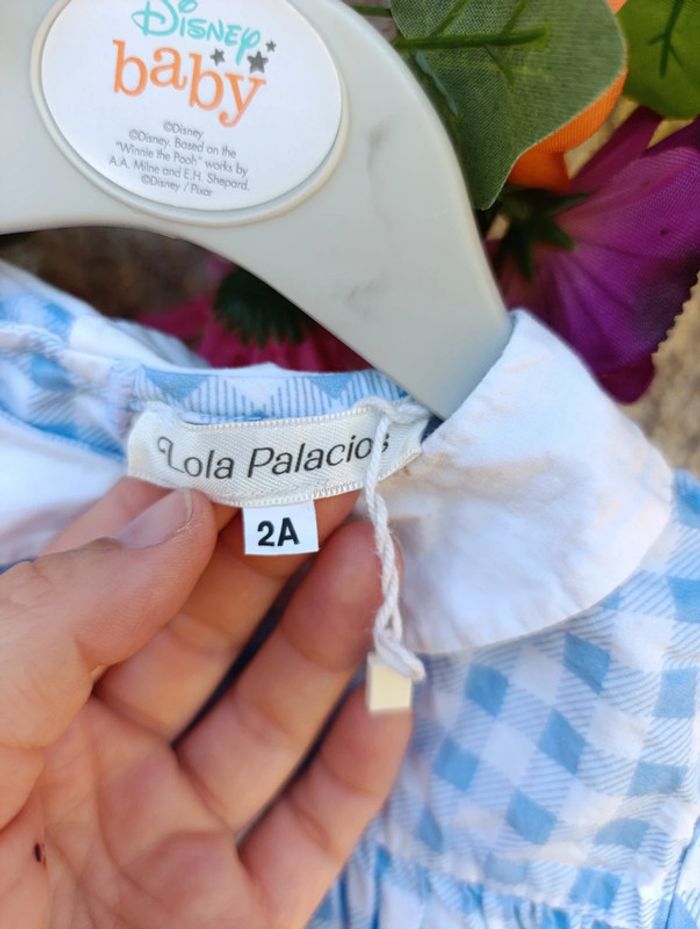 Disney
baby
©Disney
©Disney. Based on the
"Winnie the Pooh" works by
A.A. Milne and E.H. Shepard.
©Disney / Pixar
Lola Palacios
2A